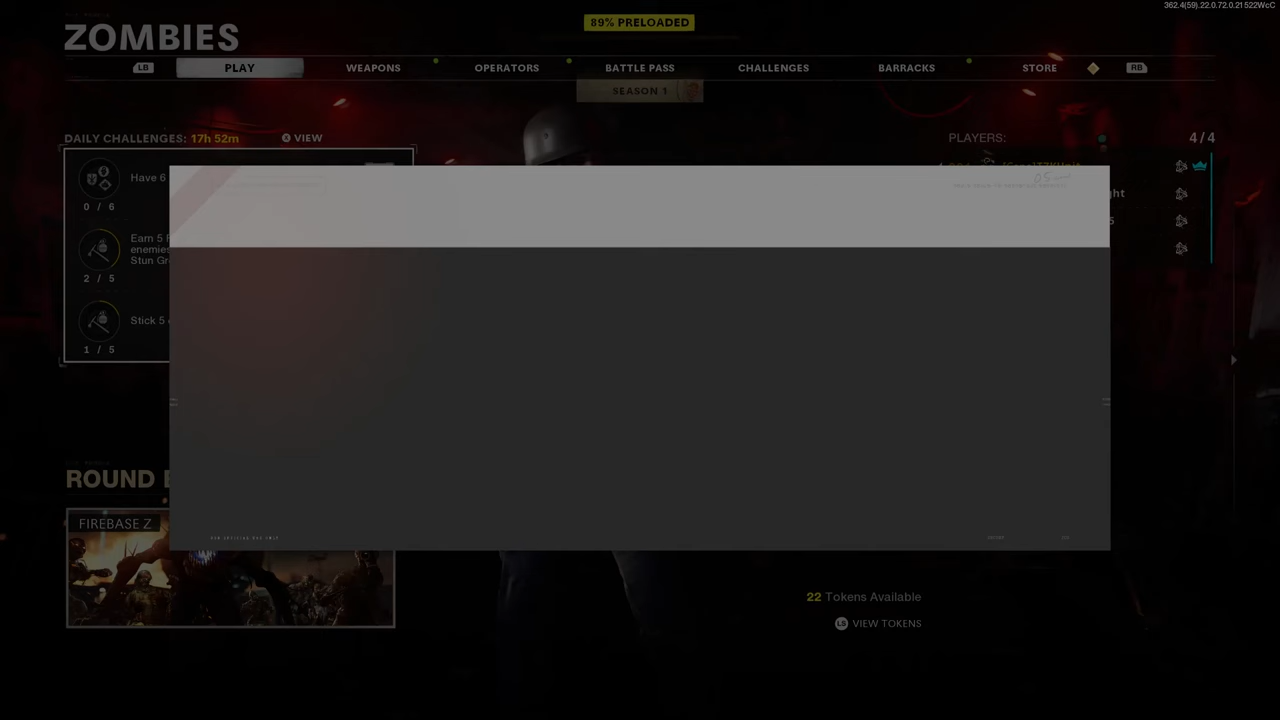 362.4(59).22.0.72.0.21522WcC
89% PRELOADED
ZOMBIES
LB
PLAY
WEAPONS
OPERATORS
BATTLE PASS
CHALLENGES
BARRACKS
STORE
RB
SEASON 1
DAILY CHALLENGES: 17h 52m
VIEW
PLAYERS:
4/4
Have 6
0 / 6
Earn 5
enemies
Stun Gr
2 / 5
Stick 5
1 / 5
ght
5
ROUND
FIREBASE Z
22 Tokens Available
LS VIEW TOKENS